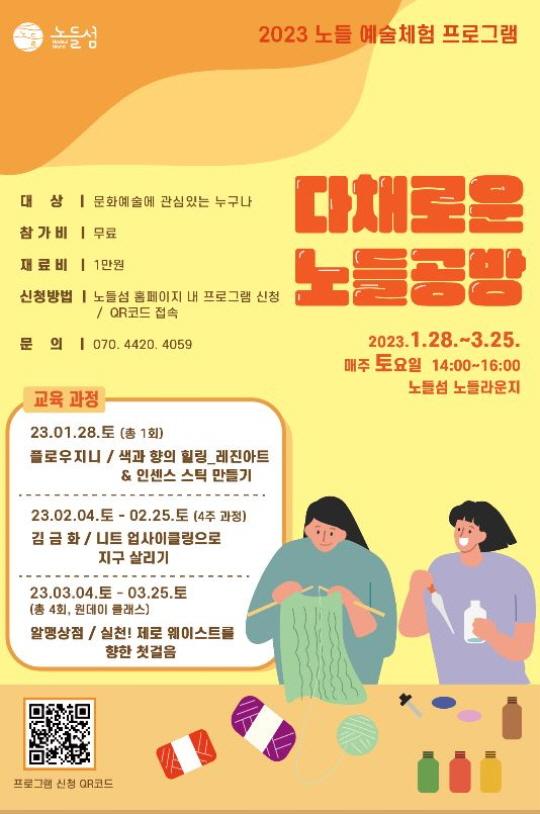 노들섬
Nodeul Island
2023 노들 예술체험 프로그램
다채로운
노들공방
2023.1.28.~3.25.
매주 토요일 14:00~16:00
노들섬 노들라운지
대 상 | 문화예술에 관심있는 누구나
참가비 | 무료
재료비 | 1만원
신청방법 | 노들섬 홈페이지 내 프로그램 신청
/ QR코드 접속
문 의 | 070. 4420. 4059
교육 과정
23.01.28.토 (총 1회)
플로우지니 / 색과 향의 힐링_레진아트
& 인센스 스틱 만들기
23.02.04.토 - 02.25.토 (4주 과정)
김 금 화 / 니트 업사이클링으로
지구 살리기
23.03.04.토 - 03.25.토
(총 4회, 원데이 클래스)
알맹상점 / 실천! 제로 웨이스트를
향한 첫걸음
프로그램 신청 QR코드